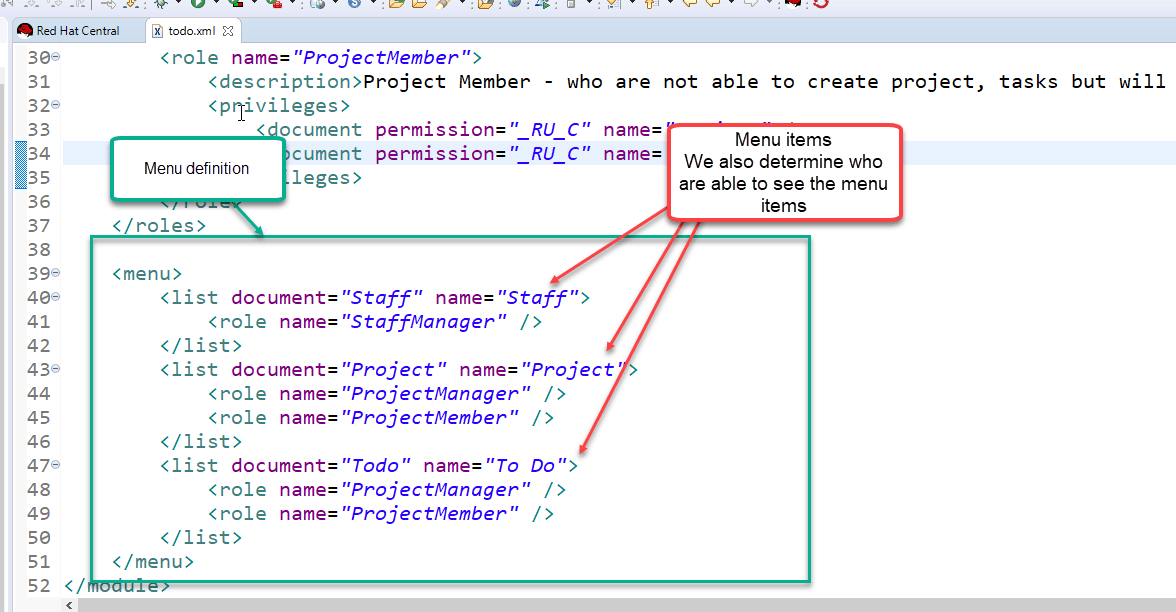 Red Hat Central
todo.xml
30 <role name="ProjectMember">
31 <description>Project Member - who are not able to create project, tasks but will
32 <privileges>
33 <document permission="_RU_C" name="
34 ocument permission="_RU_C" name=
35 ileges>
36 </role>
37 </roles>
38
39 <menu>
40 <list document="Staff" name="Staff">
41 <role name="StaffManager" />
42 </list>
43 <list document="Project" name="Project">
44 <role name="ProjectManager" />
45 <role name="ProjectMember" />
46 </list>
47 <list document="Todo" name="To Do">
48 <role name="ProjectManager" />
49 <role name="ProjectMember" />
50 </list>
51 </menu>
52 </module>
Menu definition
Menu items
We also determine who
are able to see the menu
items